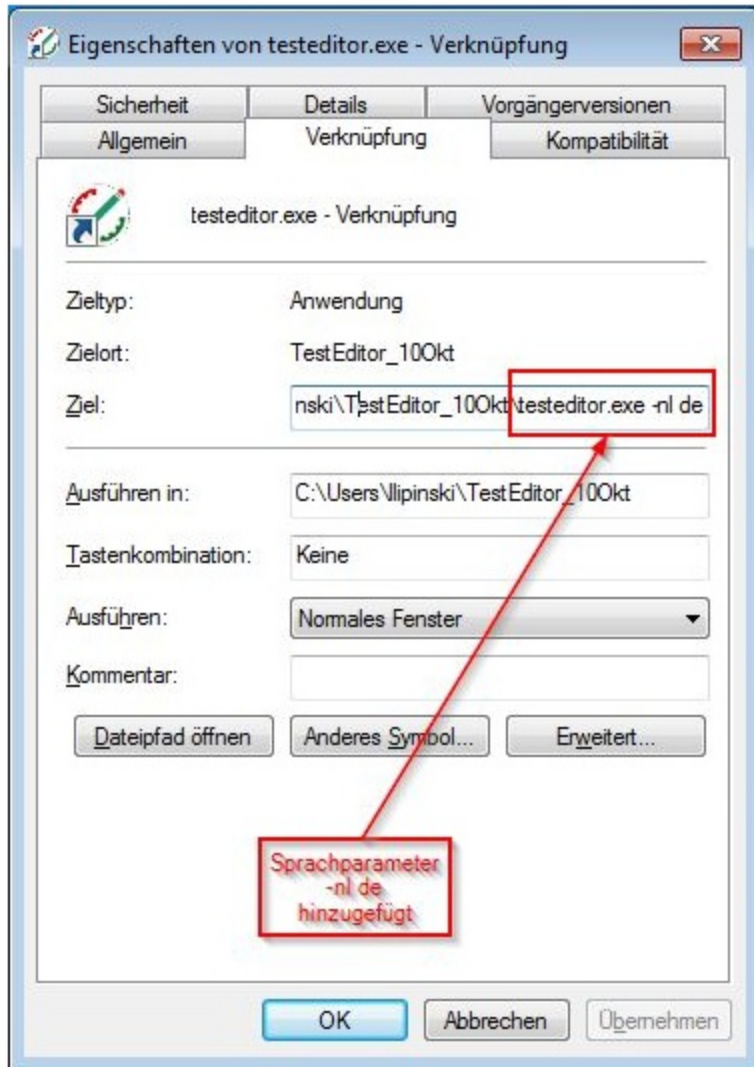 Eigenschaften von testeditor.exe - Verknüpfung
Sicherheit Details Vorgängerversionen
Allgemein Verknüpfung Kompatibilität
testeditor.exe - Verknüpfung
Zieltyp: Anwendung
Zielort: TestEditor_10Okt
Ziel: nski\TestEditor_10Okt\testeditor.exe -nl de
Ausführen in: C:\Users\llipinski\TestEditor_10Okt
Tastenkombination: Keine
Ausführen: Normales Fenster
Kommentar:
Dateipfad öffnen Anderes Symbol... Erweitert...
Sprachparameter
-nl de
hinzugefügt
OK Abbrechen Übernehmen